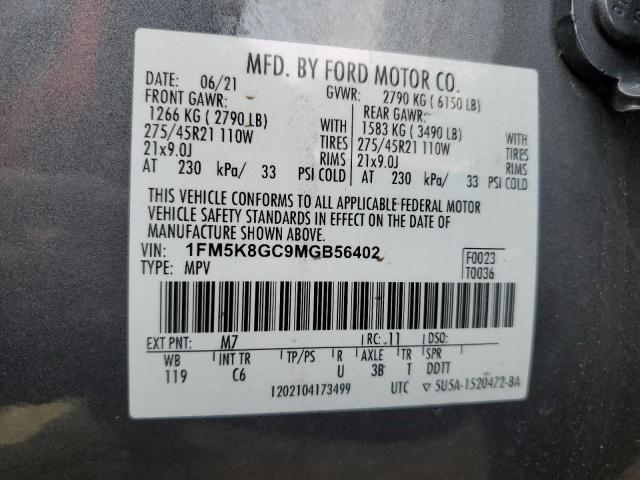 MFD. BY FORD MOTOR CO.
DATE: 06/21 GVWR: 2790 KG ( 6150 LB)
FRONT GAWR: REAR GAWR:
1266 KG ( 2790 LB) WITH 1583 KG ( 3490 LB) WITH
275/45R21 110W TIRES 275/45R21 110W TIRES
21x9.0J RIMS 21x9.0J RIMS
AT 230 kPa/ 33 PSI COLD AT 230 kPa/ 33 PSI COLD
THIS VEHICLE CONFORMS TO ALL APPLICABLE FEDERAL MOTOR
VEHICLE SAFETY STANDARDS IN EFFECT ON THE DATE OF
MANUFACTURE SHOWN ABOVE.
VIN: 1FM5K8GC9MGB56402 F0023
TYPE: MPV T0036
EXT PNT: M7 RC: 11 DSO:
WB INT TR TP/PS R AXLE TR SPR
119 C6 U 3B T DDTT
1202104173499 UTC ▽ 5U5A-1520472-BA